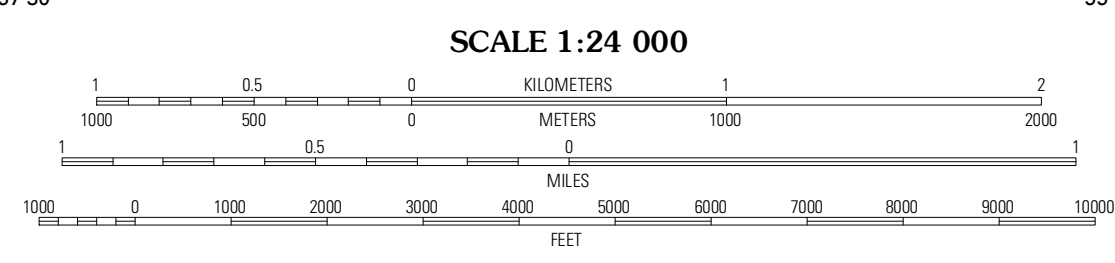 SCALE 1:24 000
1 0.5 0 KILOMETERS 1 2
1000 500 0 METERS 1000 2000
1 0.5 0 1
MILES
1000 0 1000 2000 3000 4000 5000 6000 7000 8000 9000 10000
FEET